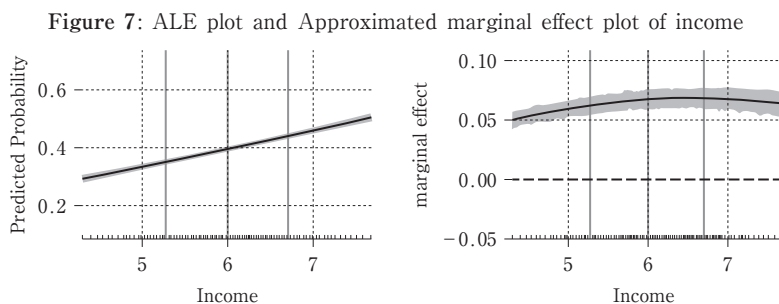 Figure 7: ALE plot and Approximated marginal effect plot of income
Predicted Probability
0.6
0.4
0.2
5 6 7
Income
marginal effect
0.10
0.05
0.00
−0.05
5 6 7
Income